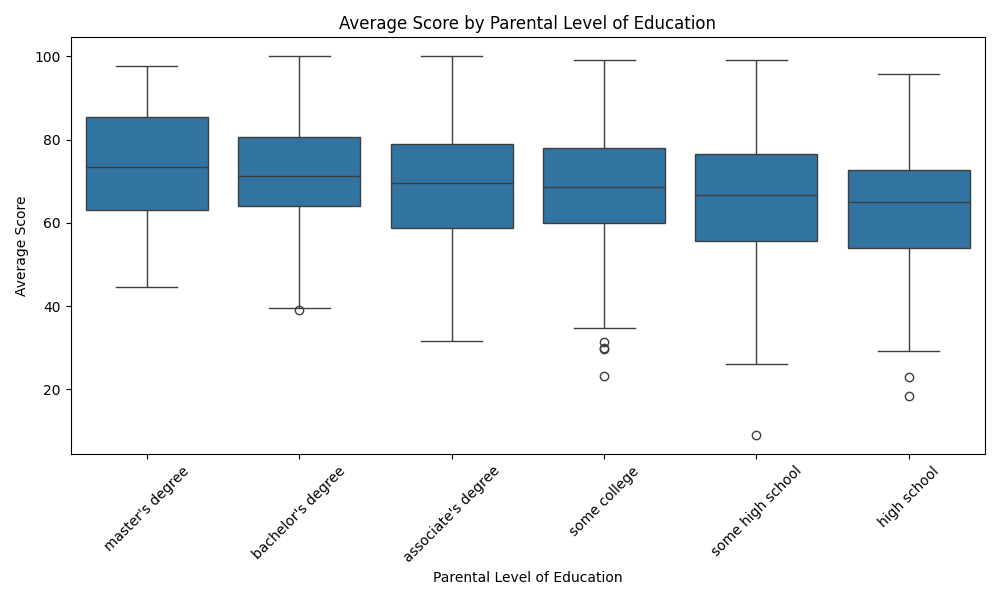 Average Score by Parental Level of Education
Average Score
100
80
60
40
20
master's degree
bachelor's degree
associate's degree
some college
some high school
high school
Parental Level of Education